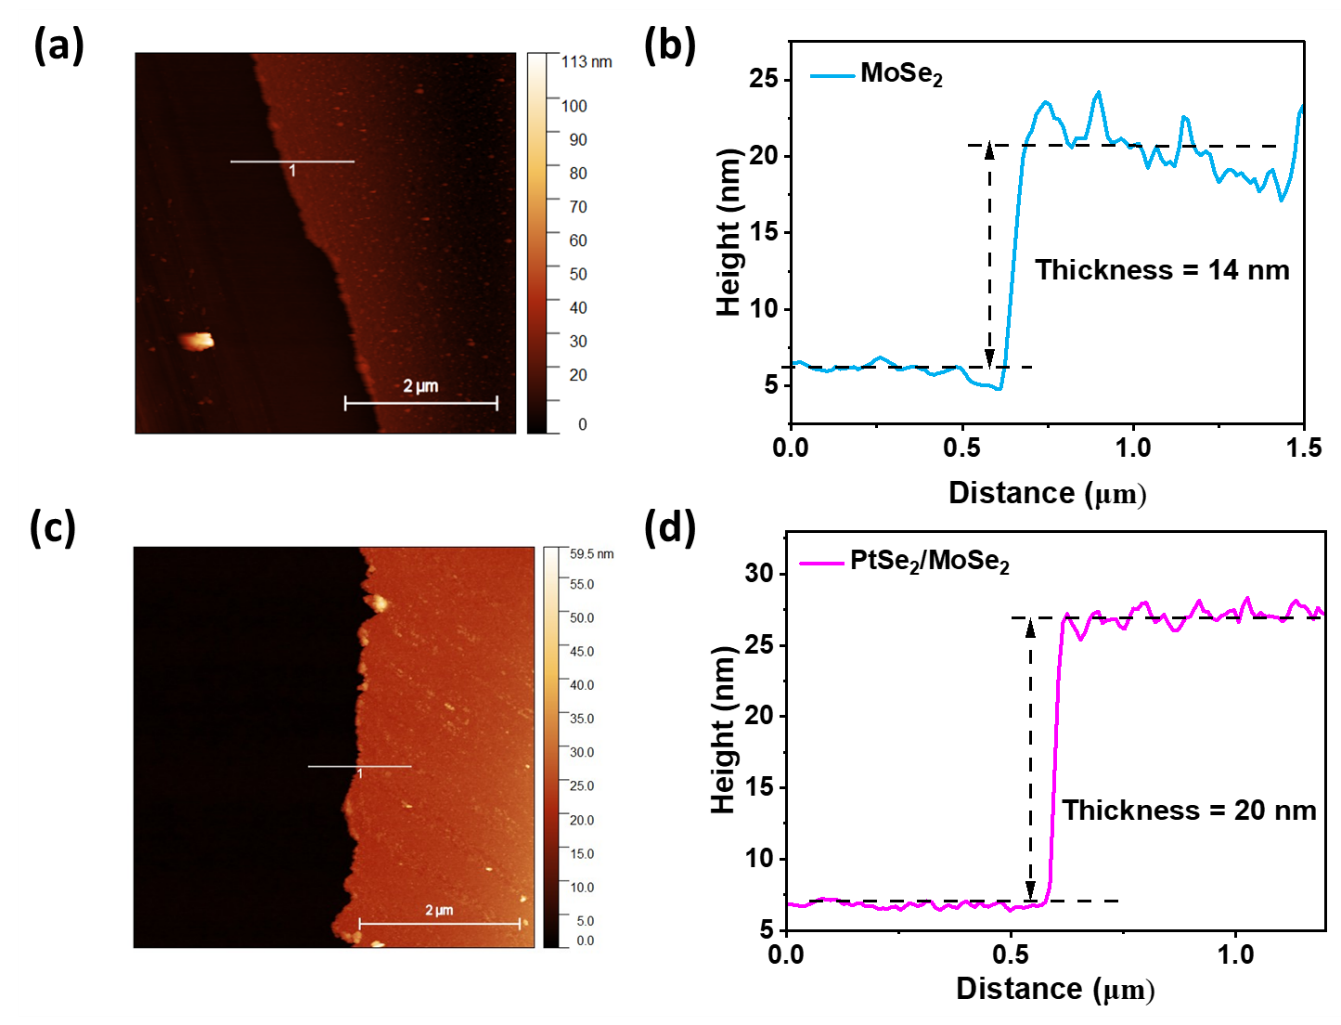 (a)
113 nm
100
90
80
70
60
50
40
30
20
0
1
2 µm
(b)
MoSe₂
25
20
15
10
5
Height (nm)
Thickness = 14 nm
0.0 0.5 1.0 1.5
Distance (µm)
(c)
59.5 nm
55.0
50.0
45.0
40.0
35.0
30.0
25.0
20.0
15.0
10.0
5.0
0.0
1
2 µm
(d)
PtSe₂/MoSe₂
30
25
20
15
10
5
Height (nm)
Thickness = 20 nm
0.0 0.5 1.0
Distance (µm)